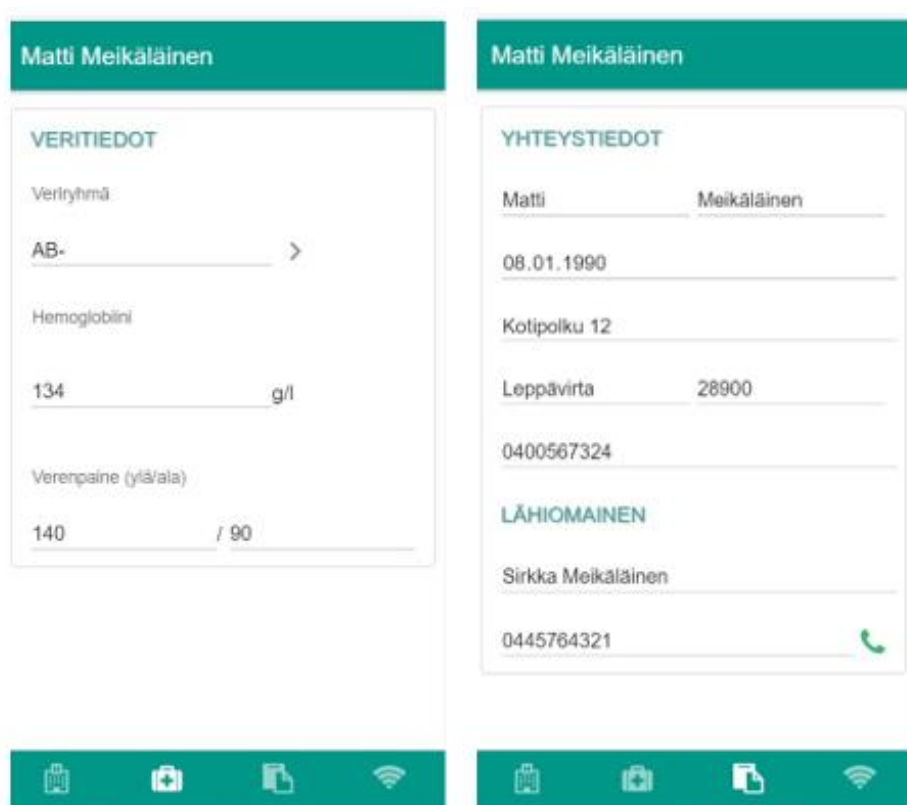 Matti Meikäläinen
VERITIEDOT
Veriryhmä
AB-
Hemoglobiini
134 g/l
Verenpaine (ylä/ala)
140 / 90
Matti Meikäläinen
YHTEYSTIEDOT
Matti Meikäläinen
08.01.1990
Kotipolku 12
Leppävirta 28900
0400567324
LÄHIOMAINEN
Sirkka Meikäläinen
0445764321